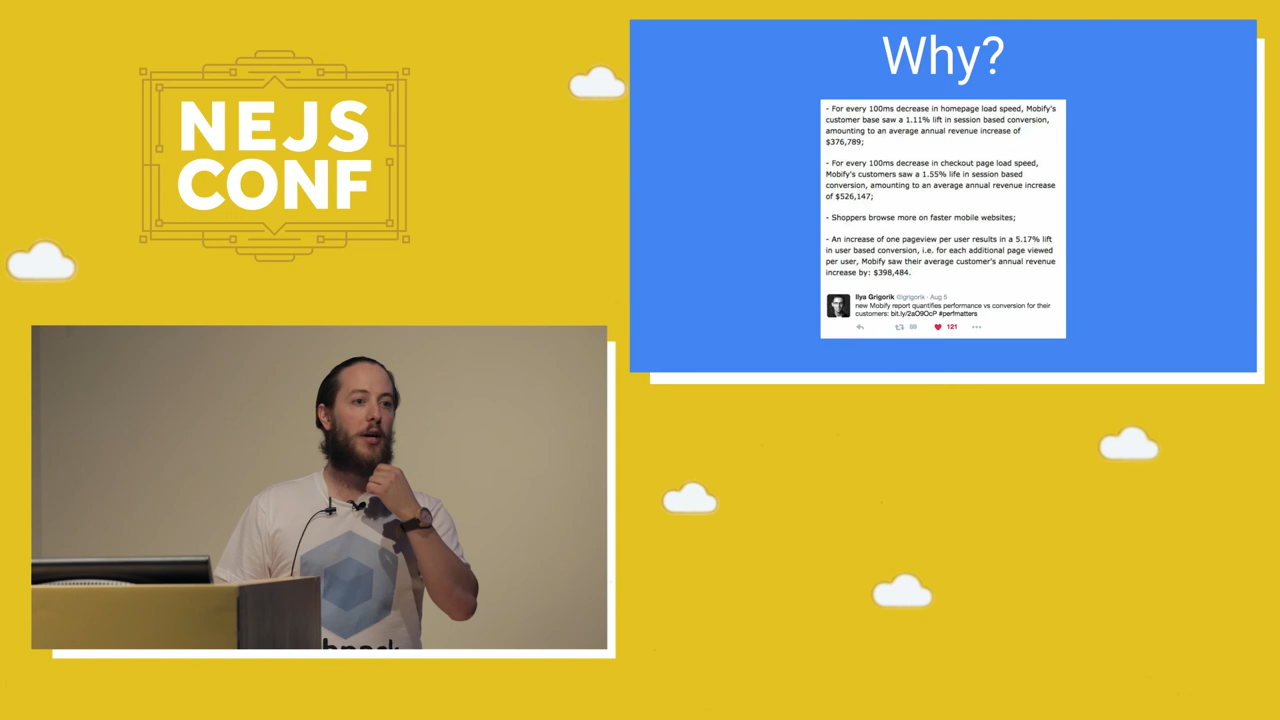 NEJS
CONF
Why?
- For every 100ms decrease in homepage load speed, Mobify's
customer base saw a 1.11% lift in session based conversion,
amounting to an average annual revenue increase of
$376,789;
- For every 100ms decrease in checkout page load speed,
Mobify's customers saw a 1.55% life in session based
conversion, amounting to an average annual revenue increase
of $526,147;
- Shoppers browse more on faster mobile websites;
- An increase of one pageview per user results in a 5.17% lift
in user based conversion, i.e. for each additional page viewed
per user, Mobify saw their average customer's annual revenue
increase by: $398,484.
Ilya Grigorik @igrigorik · Aug 5
new Mobify report quantifies performance vs conversion for their
customers: bit.ly/2aO9OcP #perfmatters
121